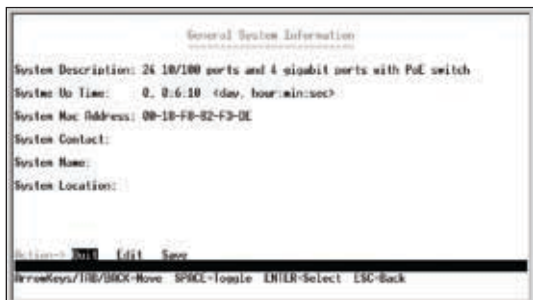 General System Information
System Description: 26 10/100 ports and 4 gigabit ports with PoE switch
Systme Up Time: 0, 0:6:10 <day, hour:min:sec>
System Mac Address: 00-18-F8-82-F3-DE
System Contact:
System Name:
System Location:
Action-> Quit Edit Save
ArrowKeys/TAB/BACK=Move SPACE=Toggle ENTER=Select ESC=Back